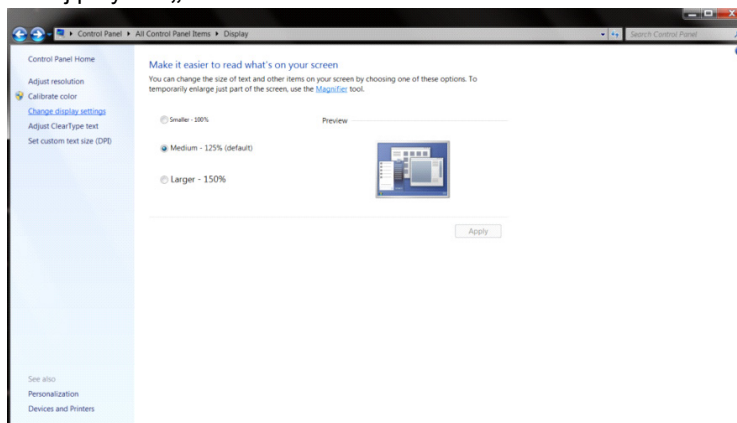 Control Panel ▸ All Control Panel Items ▸ Display
Search Control Panel
Control Panel Home
Adjust resolution
Calibrate color
Change display settings
Adjust ClearType text
Set custom text size (DPI)
Make it easier to read what's on your screen
You can change the size of text and other items on your screen by choosing one of these options. To
temporarily enlarge just part of the screen, use the Magnifier tool.
Smaller - 100%
Preview
Medium - 125% (default)
Larger - 150%
Apply
See also
Personalization
Devices and Printers